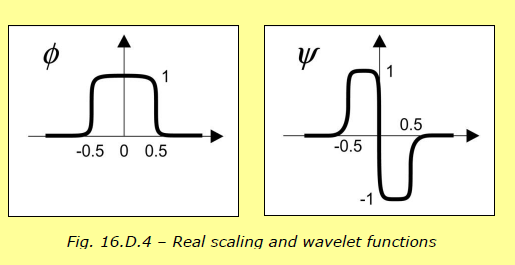 ϕ
1
-0.5 0 0.5
ψ
1
0.5
-0.5
-1
Fig. 16.D.4 – Real scaling and wavelet functions